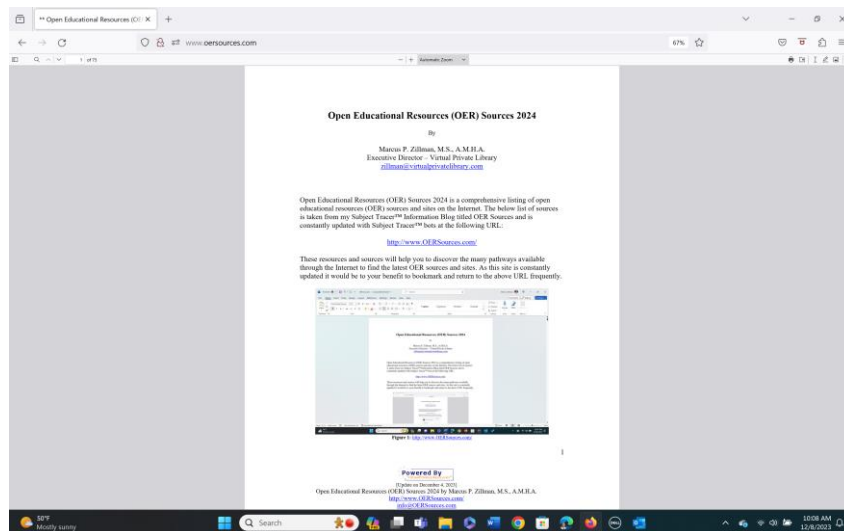 ** Open Educational Resources (OE
www.oersources.com
67%
1 of 75
Automatic Zoom
Open Educational Resources (OER) Sources 2024
By
Marcus P. Zillman, M.S., A.M.H.A.
Executive Director – Virtual Private Library
zillman@virtualprivatelibrary.com
Open Educational Resources (OER) Sources 2024 is a comprehensive listing of open
educational resources (OER) sources and sites on the Internet. The below list of sources
is taken from my Subject Tracer™ Information Blog titled OER Sources and is
constantly updated with Subject Tracer™ bots at the following URL:
http://www.OERSources.com/
These resources and sources will help you to discover the many pathways available
through the Internet to find the latest OER sources and sites. As this site is constantly
updated it would be to your benefit to bookmark and return to the above URL frequently.
Open Educational Resources (OER) Sources 2024
Figure 1: http://www.OERSources.com/
1
Powered By
[Update on December 4, 2023]
Open Educational Resources (OER) Sources 2024 by Marcus P. Zillman, M.S., A.M.H.A.
http://www.OERSources.com/
info@OERSources.com
50°F
Mostly sunny
Search
10:08 AM
12/8/2023